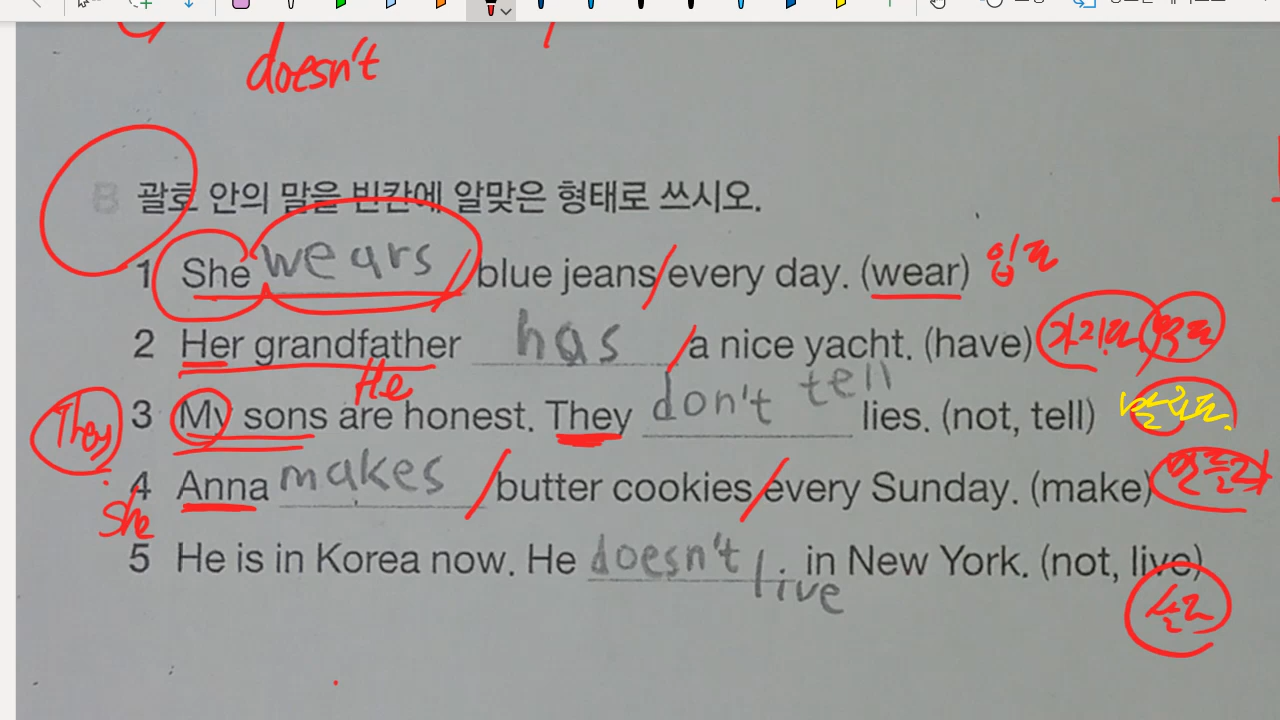 doesn't
B 괄호 안의 말을 빈칸에 알맞은 형태로 쓰시오.
1 She wears blue jeans every day. (wear) 입다
2 Her grandfather has a nice yacht. (have) 가지다, 먹다
He
They 3 My sons are honest. They don't tell lies. (not, tell) 말하다.
4 Anna makes butter cookies every Sunday. (make) 만들다
She
5 He is in Korea now. He doesn't live in New York. (not, live)
살다